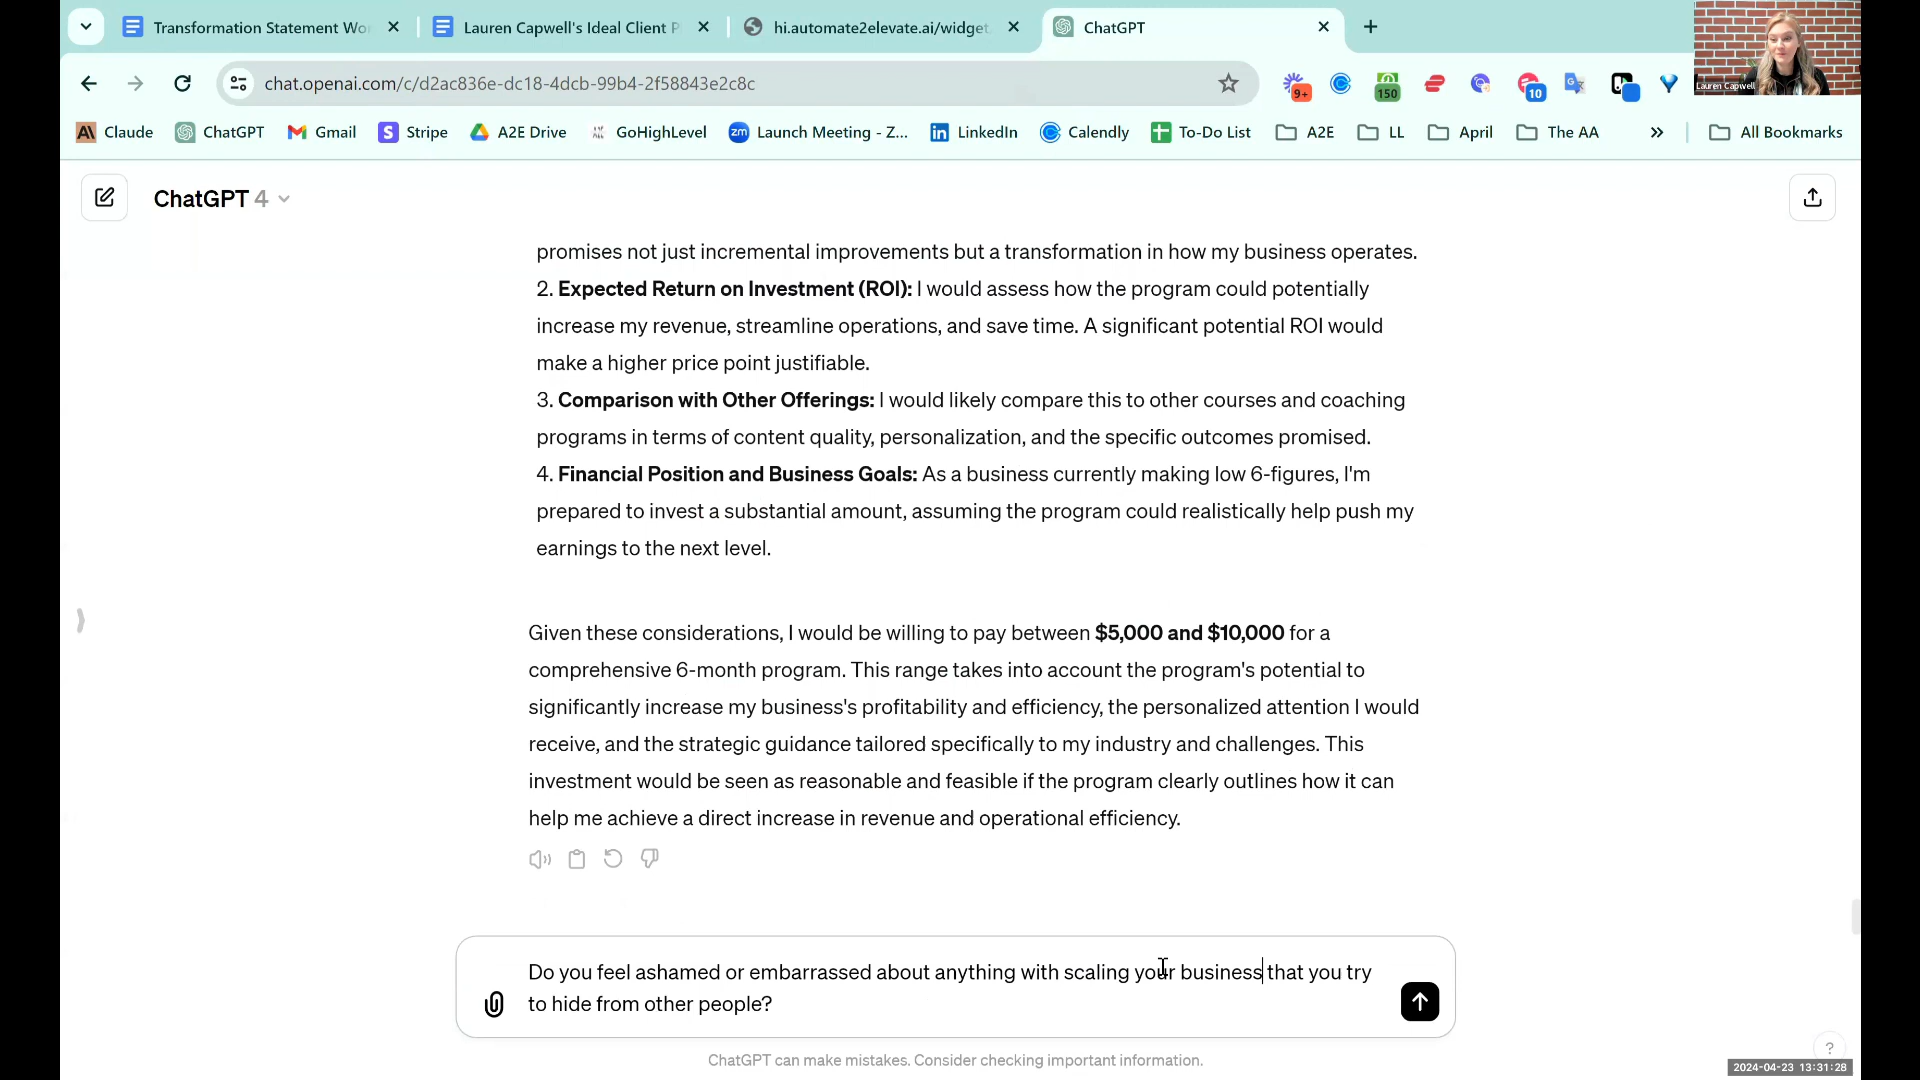 Transformation Statement Wor
Lauren Capwell's Ideal Client P
hi.automate2elevate.ai/widget
ChatGPT
chat.openai.com/c/d2ac836e-dc18-4dcb-99b4-2f58843e2c8c
9+
150
10
Lauren Capwell
Claude
ChatGPT
Gmail
Stripe
A2E Drive
GoHighLevel
zm
Launch Meeting - Z...
LinkedIn
Calendly
To-Do List
A2E
LL
April
The AA
All Bookmarks
ChatGPT 4
promises not just incremental improvements but a transformation in how my business operates.
2. Expected Return on Investment (ROI): I would assess how the program could potentially
increase my revenue, streamline operations, and save time. A significant potential ROI would
make a higher price point justifiable.
3. Comparison with Other Offerings: I would likely compare this to other courses and coaching
programs in terms of content quality, personalization, and the specific outcomes promised.
4. Financial Position and Business Goals: As a business currently making low 6-figures, I'm
prepared to invest a substantial amount, assuming the program could realistically help push my
earnings to the next level.
Given these considerations, I would be willing to pay between $5,000 and $10,000 for a
comprehensive 6-month program. This range takes into account the program's potential to
significantly increase my business's profitability and efficiency, the personalized attention I would
receive, and the strategic guidance tailored specifically to my industry and challenges. This
investment would be seen as reasonable and feasible if the program clearly outlines how it can
help me achieve a direct increase in revenue and operational efficiency.
Do you feel ashamed or embarrassed about anything with scaling your business that you try
to hide from other people?
ChatGPT can make mistakes. Consider checking important information.
?
2024-04-23 13:31:28